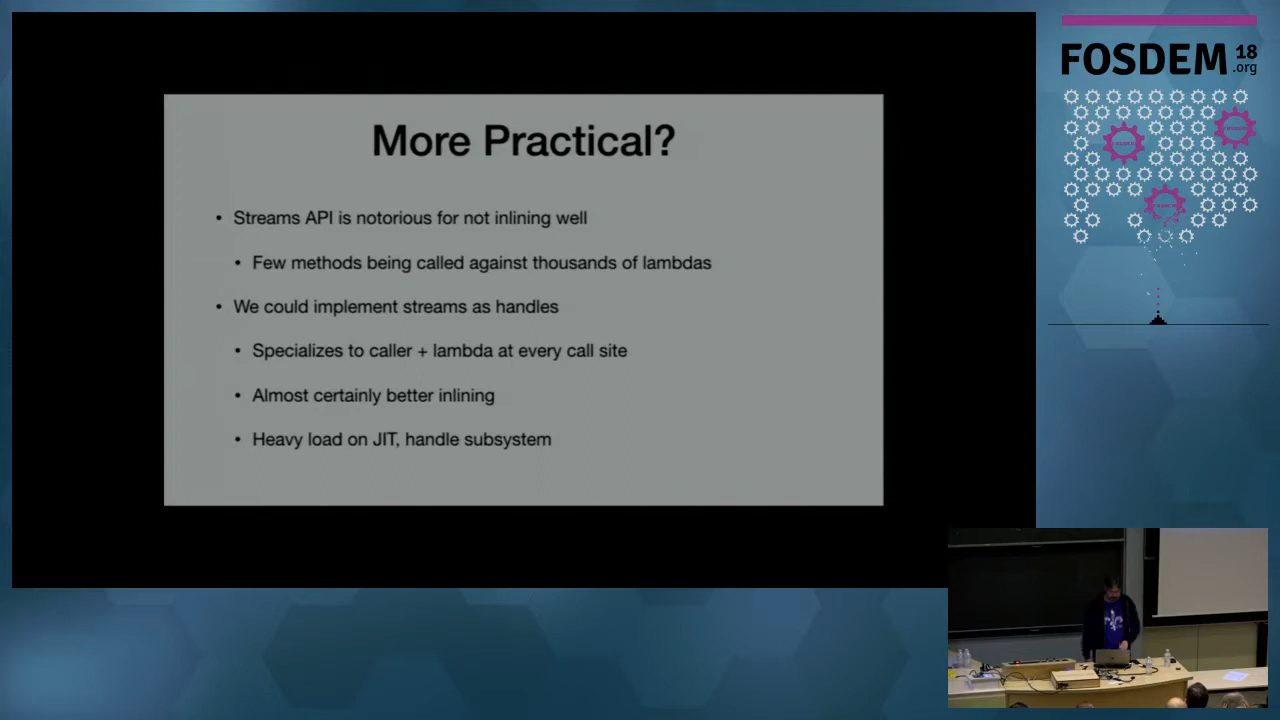 FOSDEM 18
.org
More Practical?
• Streams API is notorious for not inlining well
• Few methods being called against thousands of lambdas
• We could implement streams as handles
• Specializes to caller + lambda at every call site
• Almost certainly better inlining
• Heavy load on JIT, handle subsystem